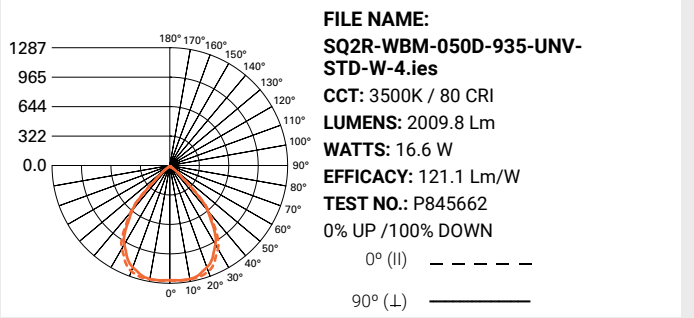 1287
965
644
322
0.0
180°
170°
160°
150°
140°
130°
120°
110°
100°
90°
80°
70°
60°
50°
40°
30°
20°
10°
0°
FILE NAME:
SQ2R-WBM-050D-935-UNV-
STD-W-4.ies
CCT: 3500K / 80 CRI
LUMENS: 2009.8 Lm
WATTS: 16.6 W
EFFICACY: 121.1 Lm/W
TEST NO.: P845662
0% UP /100% DOWN
0º (II)
90º (⊥)